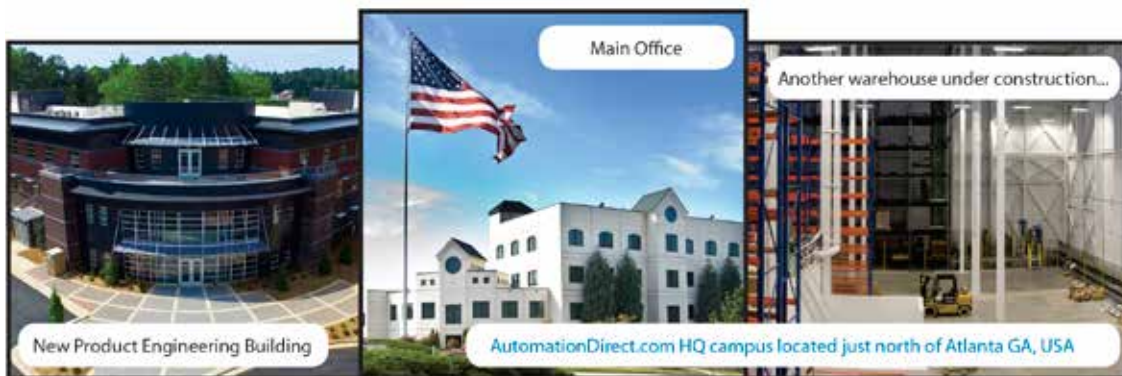 Main Office
Another warehouse under construction...
New Product Engineering Building
AutomationDirect.com HQ campus located just north of Atlanta GA, USA